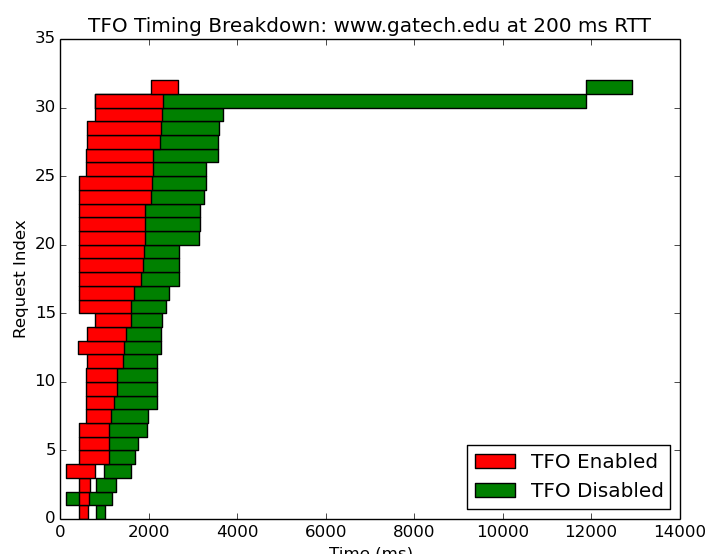 TFO Timing Breakdown: www.gatech.edu at 200 ms RTT
35
30
25
20
15
10
5
0
Request Index
TFO Enabled
TFO Disabled
0 2000 4000 6000 8000 10000 12000 14000
Time (ms)